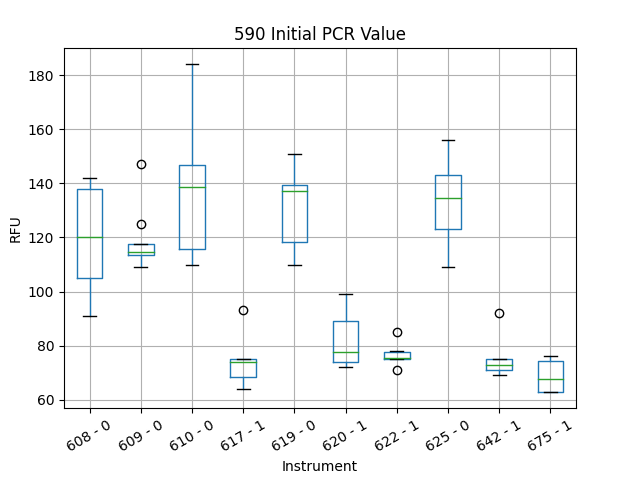 590 Initial PCR Value
RFU
180
160
140
120
100
80
60
608 - 0
609 - 0
610 - 0
617 - 1
619 - 0
620 - 1
622 - 1
625 - 0
642 - 1
675 - 1
Instrument